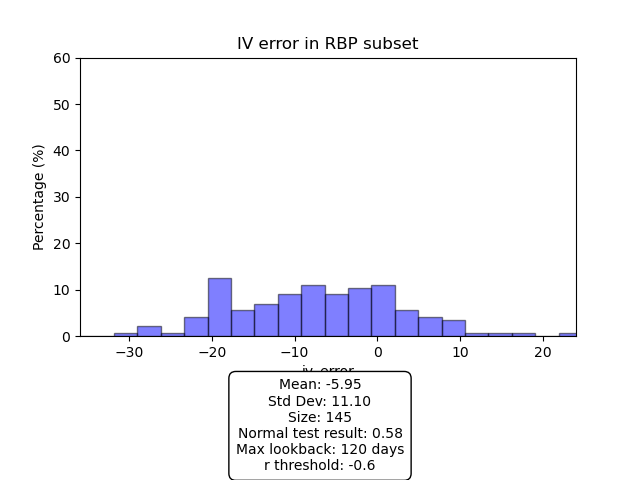 IV error in RBP subset
Percentage (%)
60
50
40
30
20
10
0
−30 −20 −10 0 10 20
iv_error
Mean: -5.95
Std Dev: 11.10
Size: 145
Normal test result: 0.58
Max lookback: 120 days
r threshold: -0.6